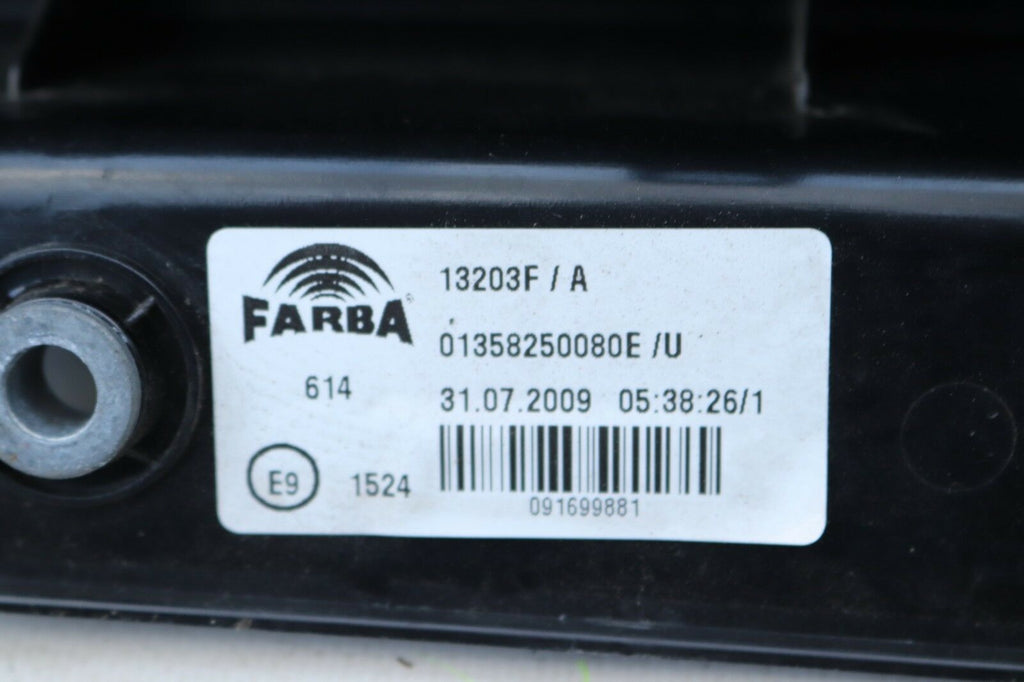 FARBA®
13203F / A
01358250080E /U
614
31.07.2009 05:38:26/1
E9 1524
091699881